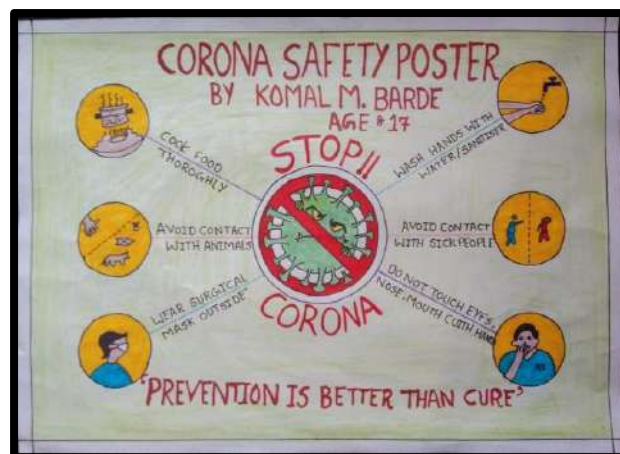 CORONA SAFETY POSTER
BY KOMAL M. BARDE
AGE # 17
STOP!!
CORONA
COOK FOOD
THOROGHLY
AVOID CONTACT
WITH ANIMALS
WEAR SURGICAL
MASK OUTSIDE
WASH HANDS WITH
WATER/SANITISER
AVOID CONTACT
WITH SICK PEOPLE
DO NOT TOUCH EYES,
NOSE, MOUTH WITH HAND
"PREVENTION IS BETTER THAN CURE"